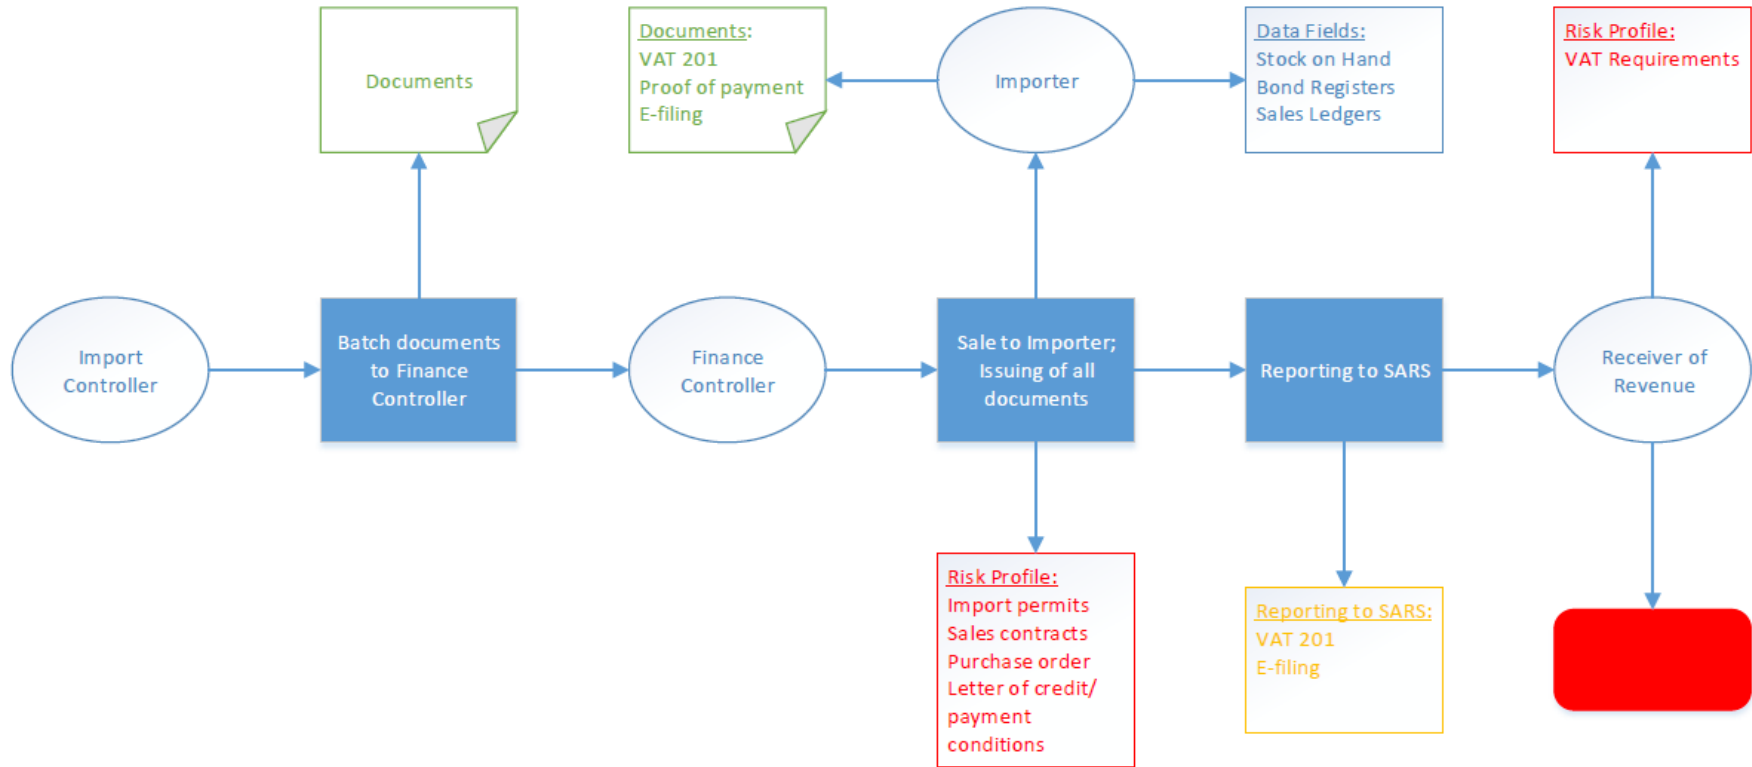 Documents
Documents:
VAT 201
Proof of payment
E-filing
Importer
Data Fields:
Stock on Hand
Bond Registers
Sales Ledgers
Risk Profile:
VAT Requirements
Import
Controller
Batch documents
to Finance
Controller
Finance
Controller
Sale to Importer;
Issuing of all
documents
Reporting to SARS
Receiver of
Revenue
Risk Profile:
Import permits
Sales contracts
Purchase order
Letter of credit/
payment
conditions
Reporting to SARS:
VAT 201
E-filing